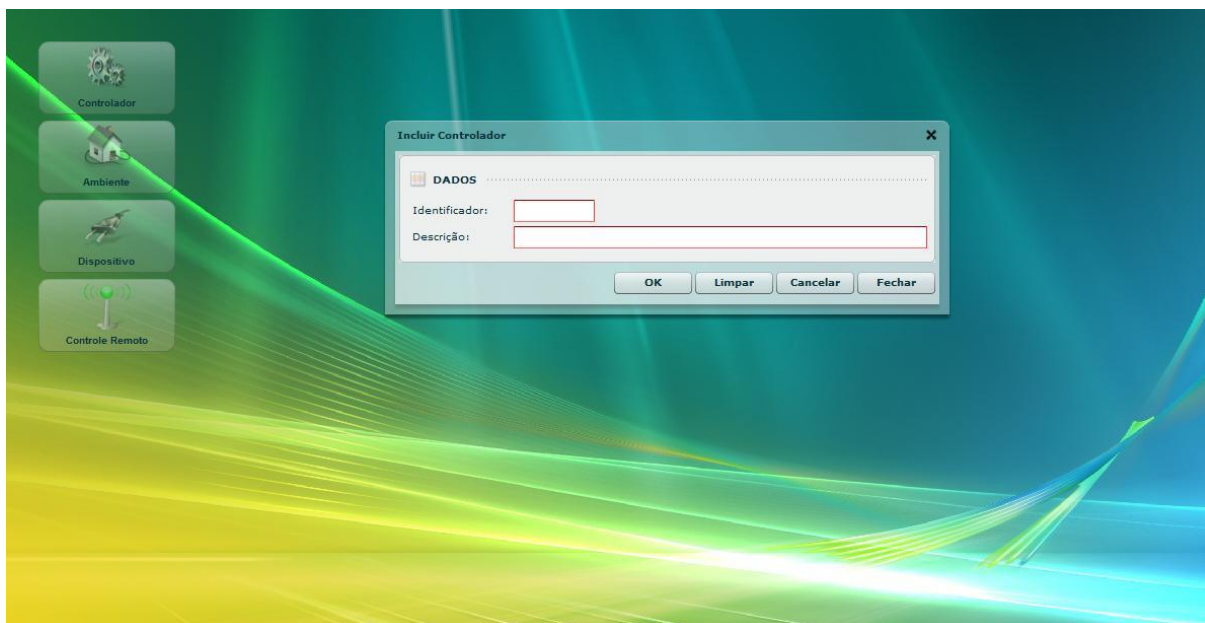 Controlador
Ambiente
Dispositivo
Controle Remoto
Incluir Controlador
DADOS
Identificador:
Descrição:
OK Limpar Cancelar Fechar